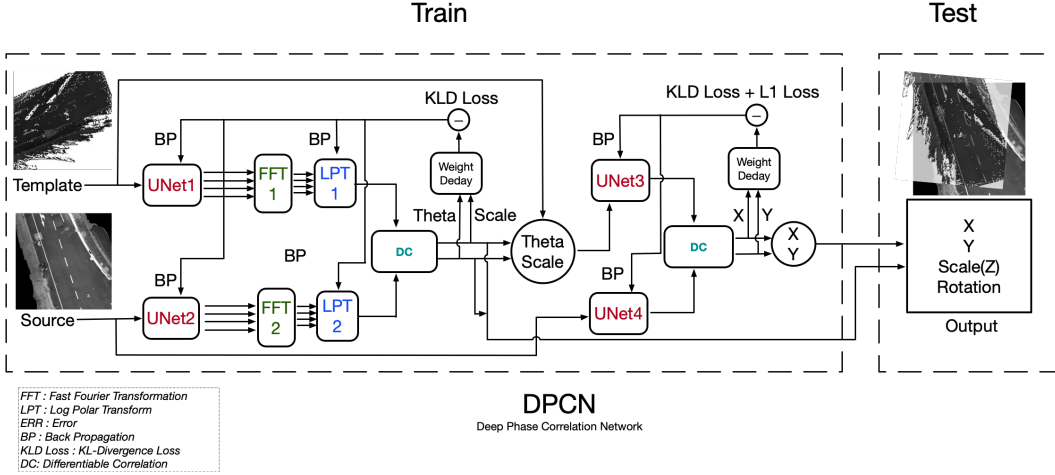 Train
Test
KLD Loss
KLD Loss + L1 Loss
BP
BP
BP
Weight
Deday
Weight
Deday
Template
UNet1
FFT
1
LPT
1
UNet3
Theta
Scale
X
Y
DC
Theta
Scale
DC
X
Y
X
Y
Scale(Z)
Rotation
BP
BP
BP
Source
UNet2
FFT
2
LPT
2
UNet4
Output
FFT : Fast Fourier Transformation
LPT : Log Polar Transform
ERR : Error
BP : Back Propagation
KLD Loss : KL-Divergence Loss
DC: Differentiable Correlation
DPCN
Deep Phase Correlation Network